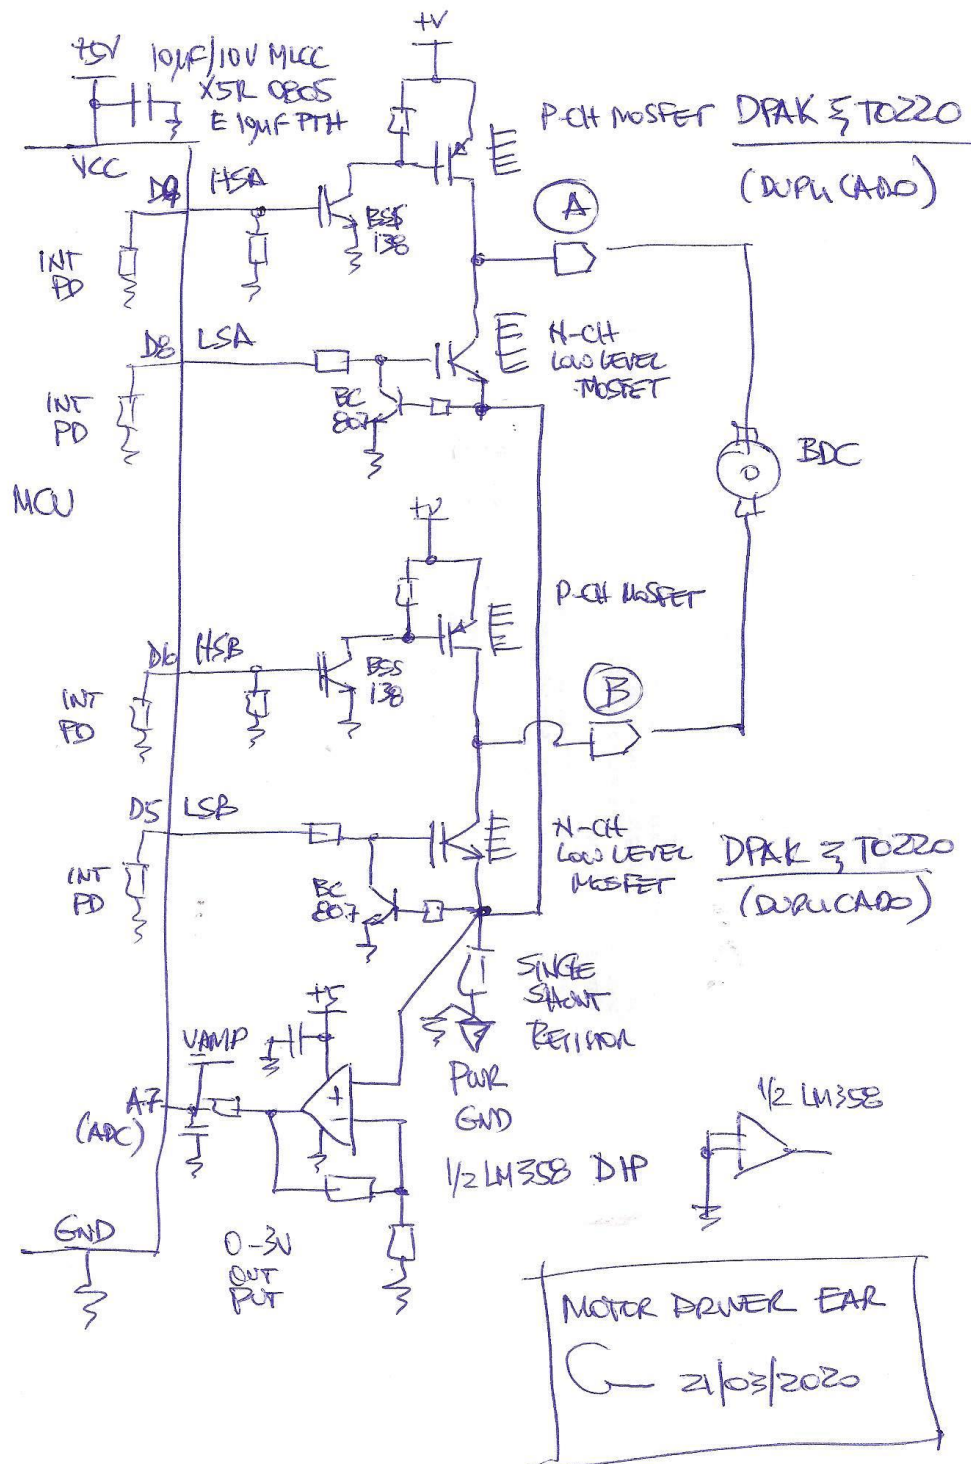 +5V
10µF/10V MLCC
X5R 0805
E 10µF PTH
VCC
+V
P-CH MOSFET
DPAK & TO220
(DUPLICADO)
D9
HSA
BSS
138
INT
PD
A
D8
LSA
N-CH
LOW LEVEL
MOSFET
INT
PD
BC
807
BDC
MCU
+V
P-CH MOSFET
D6
HSB
BSS
138
INT
PD
B
D5
LSB
N-CH
LOW LEVEL
MOSFET
DPAK & TO220
(DUPLICADO)
INT
PD
BC
807
SINGLE
SHUNT
+5
VAMP
PWR
GND
A7
(ADC)
+
-
1/2 LM358 DIP
1/2 LM358
GND
0-3V
OUT
PUT
MOTOR DRIVER EAR
21/03/2020